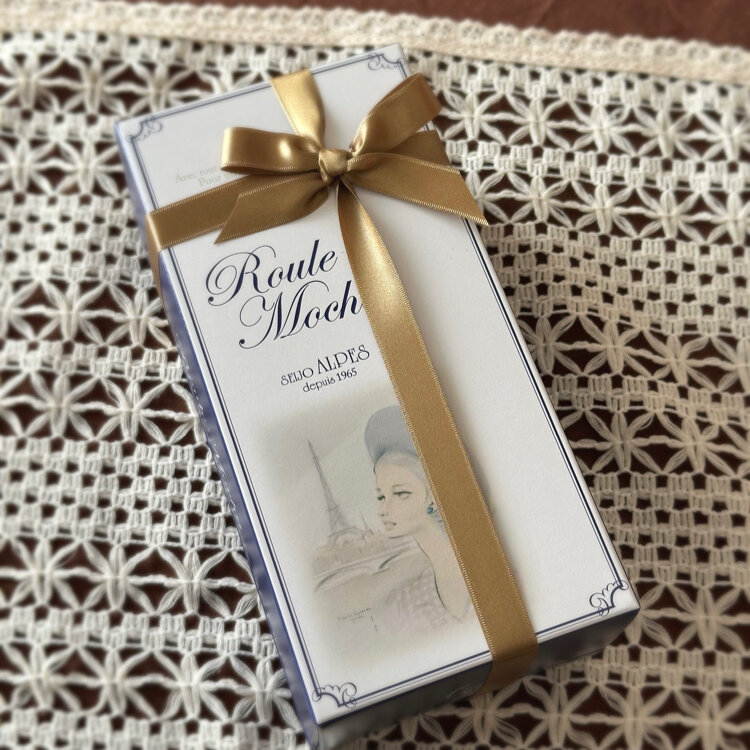 Roule
Moch
SEIJO ALPES
depuis 1965